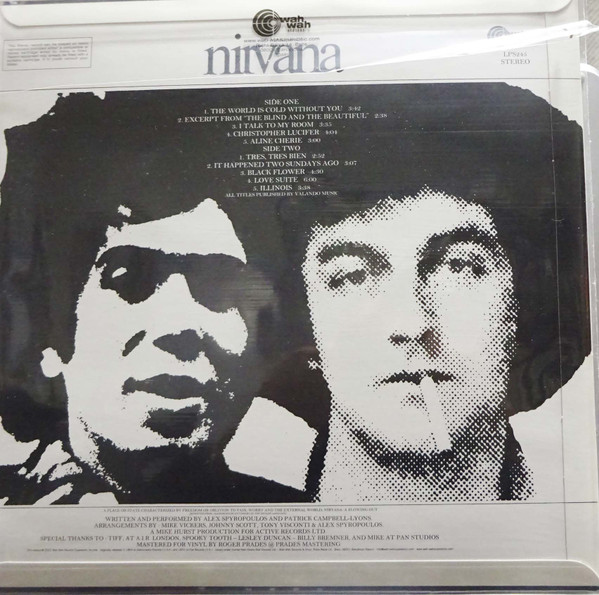 wah
wah
nirvana
LPS265
STEREO
SIDE ONE
1. THE WORLD IS COLD WITHOUT YOU 3:42
2. EXCERPT FROM "THE BLIND AND THE BEAUTIFUL" 2:38
3. I TALK TO MY ROOM 3:35
4. CHRISTOPHER LUCIFER 4:04
5. ALINE CHERIE 3:00
SIDE TWO
1. TRES, TRES BIEN 2:52
2. IT HAPPENED TWO SUNDAYS AGO 3:07
3. BLACK FLOWER 4:30
4. LOVE SUITE 6:00
5. ILLINOIS 3:38
ALL TITLES PUBLISHED BY VALANDO MUSIC
WRITTEN AND PERFORMED BY ALEX SPYROPOULOS AND PATRICK CAMPBELL-LYONS
ARRANGEMENTS BY - MIKE VICKERS, JOHNNY SCOTT, TONY VISCONTI & ALEX SPYROPOULOS
A MIKE HURST PRODUCTION FOR ACTIVE RECORDS LTD
SPECIAL THANKS TO - TIFF, AT A.I.B. LONDON, SPOOKY TOOTH - LESLEY DUNCAN - BILLY BREMNER, AND MIKE AT PAN STUDIOS
MASTERED FOR VINYL BY ROGER PRADES @ PRADES MASTERING